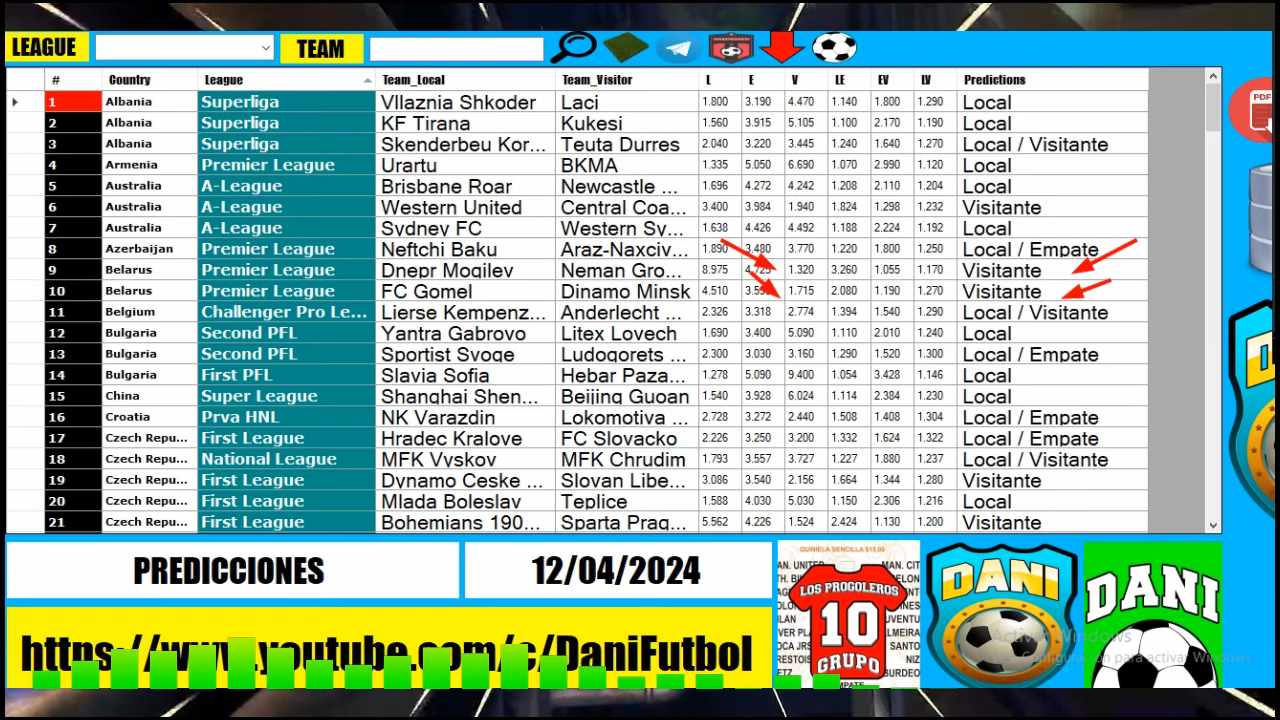 LEAGUE TEAM
# Country League Team_Local Team_Visitor L E V LE EV LV Predictions
1 Albania Superliga Vllaznia Shkoder Laci 1.800 3.190 4.470 1.140 1.800 1.290 Local
2 Albania Superliga KF Tirana Kukesi 1.560 3.915 5.105 1.100 2.170 1.190 Local
3 Albania Superliga Skenderbeu Kor... Teuta Durres 2.040 3.220 3.445 1.240 1.640 1.270 Local / Visitante
4 Armenia Premier League Urartu BKMA 1.335 5.050 6.690 1.070 2.990 1.120 Local
5 Australia A-League Brisbane Roar Newcastle ... 1.696 4.272 4.242 1.208 2.110 1.204 Local
6 Australia A-League Western United Central Coa... 3.400 3.984 1.940 1.824 1.298 1.232 Visitante
7 Australia A-League Sydney FC Western Sy... 1.638 4.426 4.492 1.188 2.224 1.192 Local
8 Azerbaijan Premier League Neftchi Baku Araz-Naxciv... 1.890 3.480 3.770 1.220 1.800 1.250 Local / Empate
9 Belarus Premier League Dnepr Mogilev Neman Gro... 8.975 4.725 1.320 3.260 1.055 1.170 Visitante
10 Belarus Premier League FC Gomel Dinamo Minsk 4.510 1.715 2.080 1.190 1.270 Visitante
11 Belgium Challenger Pro Le... Lierse Kempenz... Anderlecht ... 2.326 3.318 2.774 1.394 1.540 1.290 Local / Visitante
12 Bulgaria Second PFL Yantra Gabrovo Litex Lovech 1.690 3.400 5.090 1.110 2.010 1.240 Local
13 Bulgaria Second PFL Sportist Svoge Ludogorets ... 2.300 3.030 3.160 1.290 1.520 1.300 Local / Empate
14 Bulgaria First PFL Slavia Sofia Hebar Paza... 1.278 5.090 9.400 1.054 3.428 1.146 Local
15 China Super League Shanghai Shen... Beijing Guoan 1.540 3.928 6.024 1.114 2.384 1.230 Local
16 Croatia Prva HNL NK Varazdin Lokomotiva ... 2.728 3.272 2.440 1.508 1.408 1.304 Local / Empate
17 Czech Repu... First League Hradec Kralove FC Slovacko 2.226 3.250 3.200 1.332 1.624 1.322 Local / Empate
18 Czech Repu... National League MFK Vyskov MFK Chrudim 1.793 3.557 3.727 1.227 1.880 1.237 Local / Visitante
19 Czech Repu... First League Dynamo Ceske ... Slovan Libe... 3.086 3.540 2.156 1.664 1.344 1.280 Visitante
20 Czech Repu... First League Mlada Boleslav Teplice 1.588 4.030 5.030 1.150 2.306 1.216 Local
21 Czech Repu... First League Bohemians 190... Sparta Prag... 5.562 4.226 1.524 2.424 1.130 1.200 Visitante
PDF
PREDICCIONES 12/04/2024
https://www.youtube.com/c/DaniFutbol
QUINIELA SENCILLA $15.00
LOS PROGOLEROS
10
GRUPO
DANI
DANI
Activar Windows
Configuración para activar Windows.